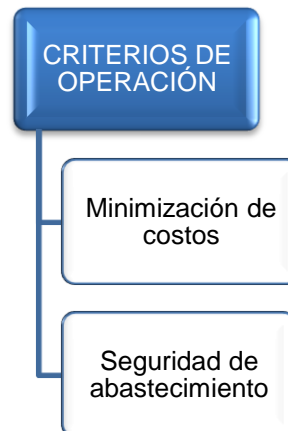 CRITERIOS DE
OPERACIÓN
Minimización de
costos
Seguridad de
abastecimiento